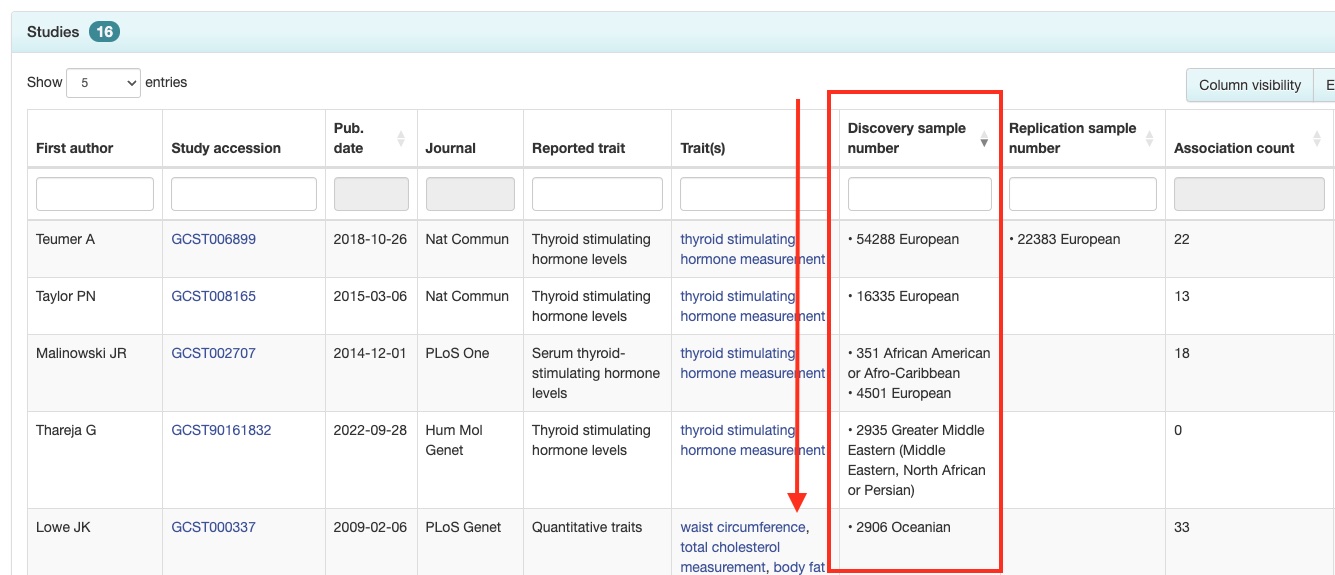 Studies 16
Show 5 entries
Column visibility E
First author Study accession Pub. date Journal Reported trait Trait(s) Discovery sample number Replication sample number Association count
Teumer A GCST006899 2018-10-26 Nat Commun Thyroid stimulating hormone levels thyroid stimulating hormone measurement • 54288 European • 22383 European 22
Taylor PN GCST008165 2015-03-06 Nat Commun Thyroid stimulating hormone levels thyroid stimulating hormone measurement • 16335 European 13
Malinowski JR GCST002707 2014-12-01 PLoS One Serum thyroid-stimulating hormone levels thyroid stimulating hormone measurement • 351 African American or Afro-Caribbean • 4501 European 18
Thareja G GCST90161832 2022-09-28 Hum Mol Genet Thyroid stimulating hormone levels thyroid stimulating hormone measurement • 2935 Greater Middle Eastern (Middle Eastern, North African or Persian) 0
Lowe JK GCST000337 2009-02-06 PLoS Genet Quantitative traits waist circumference, total cholesterol measurement, body fat • 2906 Oceanian 33